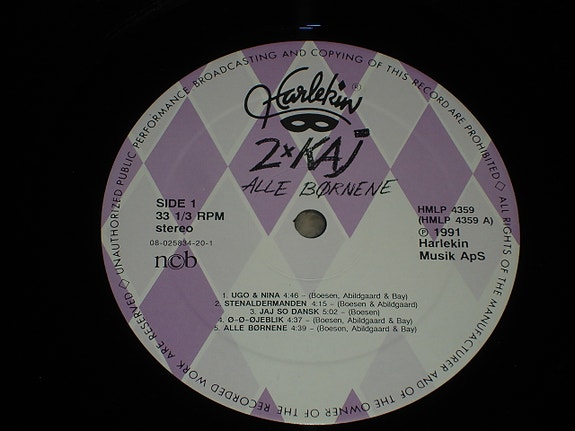 UNAUTHORIZED PUBLIC PERFORMANCE BROADCASTING AND COPYING OF THIS RECORD ARE PROHIBITED ◇ ALL RIGHTS OF THE MANUFACTURER AND OF THE OWNER OF THE RECORDED WORK ARE RESERVED ◇
Harlekin ®
2×KAJ
ALLE BØRNENE
SIDE 1
33 1/3 RPM
stereo
08-025834-20-1
n©b
HMLP 4359
(HMLP 4359 A)
℗ 1991
Harlekin
Musik ApS
1. UGO & NINA 4:46 – (Boesen, Abildgaard & Bay)
2. STENALDERMANDEN 4:15 – (Boesen & Abildgaard)
3. JAJ SO DANSK 5:02 – (Boesen)
4. Ø-Ø-ØJEBLIK 4:37 – (Boesen, Abildgaard & Bay)
5. ALLE BØRNENE 4:39 – (Boesen, Abildgaard & Bay)